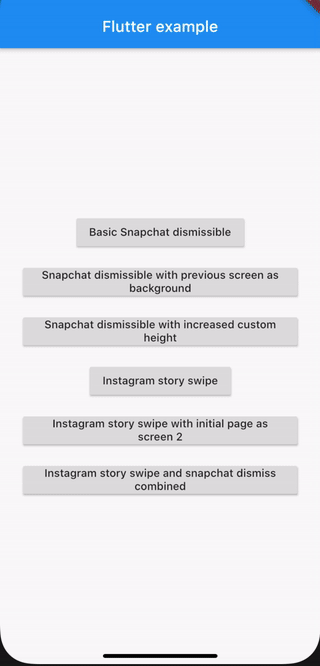 Flutter example
Basic Snapchat dismissible
Snapchat dismissible with previous screen as
background
Snapchat dismissible with increased custom
height
Instagram story swipe
Instagram story swipe with initial page as
screen 2
Instagram story swipe and snapchat dismiss
combined